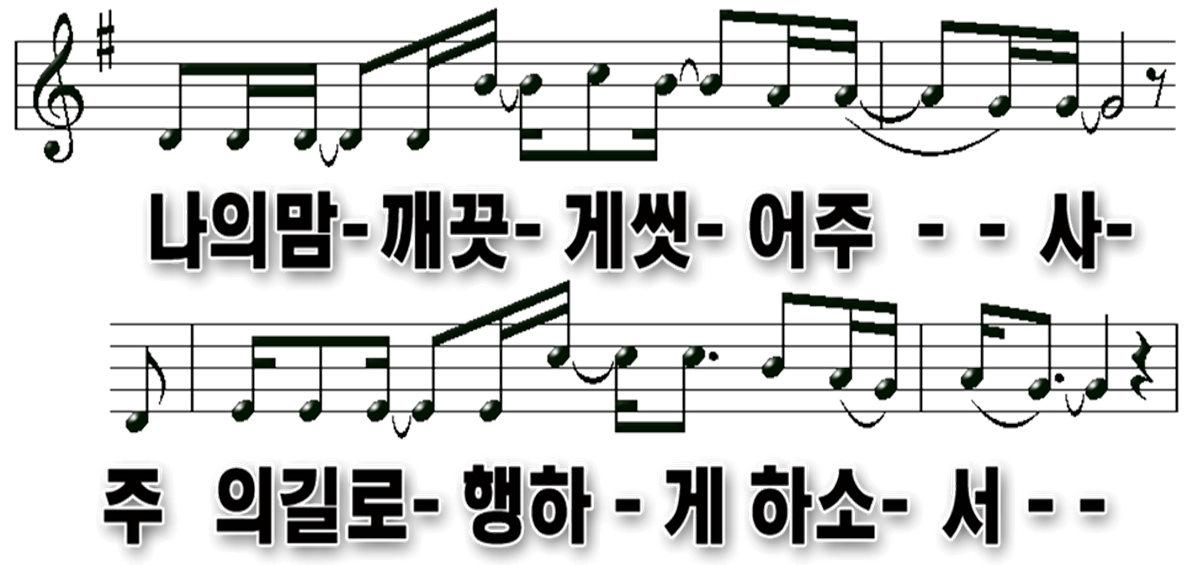 나의맘- 깨끗- 게씻- 어주 - - 사-
주 의길로- 행하 - 게 하소- 서 - -